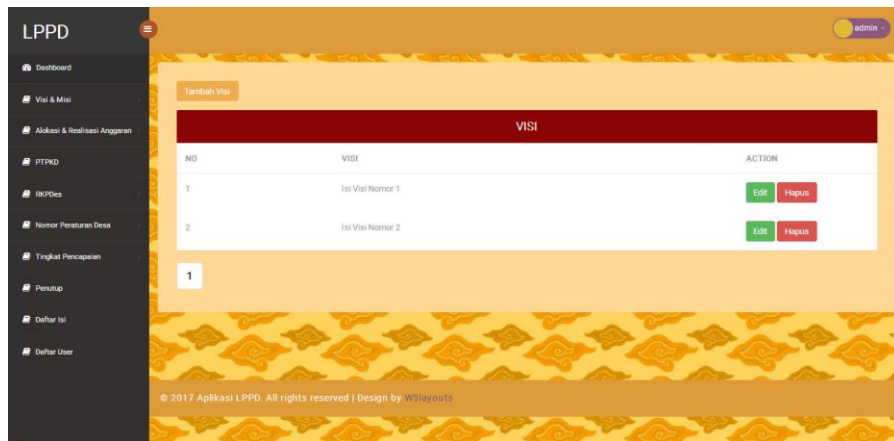 LPPD
admin
Dashboard
Visi & Misi
Alokasi & Realisasi Anggaran
PTPKD
RKPDes
Nomor Peraturan Desa
Tingkat Pencapaian
Penutup
Daftar Isi
Daftar User
Tambah Visi
VISI
NO VISI ACTION
1 Isi Visi Nomor 1 Edit Hapus
2 Isi Visi Nomor 2 Edit Hapus
1
© 2017 Aplikasi LPPD. All rights reserved | Design by W3layouts